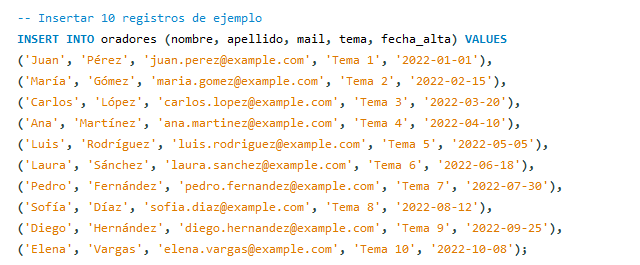 -- Insertar 10 registros de ejemplo
INSERT INTO oradores (nombre, apellido, mail, tema, fecha_alta) VALUES
('Juan', 'Pérez', 'juan.perez@example.com', 'Tema 1', '2022-01-01'),
('María', 'Gómez', 'maria.gomez@example.com', 'Tema 2', '2022-02-15'),
('Carlos', 'López', 'carlos.lopez@example.com', 'Tema 3', '2022-03-20'),
('Ana', 'Martínez', 'ana.martinez@example.com', 'Tema 4', '2022-04-10'),
('Luis', 'Rodríguez', 'luis.rodriguez@example.com', 'Tema 5', '2022-05-05'),
('Laura', 'Sánchez', 'laura.sanchez@example.com', 'Tema 6', '2022-06-18'),
('Pedro', 'Fernández', 'pedro.fernandez@example.com', 'Tema 7', '2022-07-30'),
('Sofía', 'Díaz', 'sofia.diaz@example.com', 'Tema 8', '2022-08-12'),
('Diego', 'Hernández', 'diego.hernandez@example.com', 'Tema 9', '2022-09-25'),
('Elena', 'Vargas', 'elena.vargas@example.com', 'Tema 10', '2022-10-08');